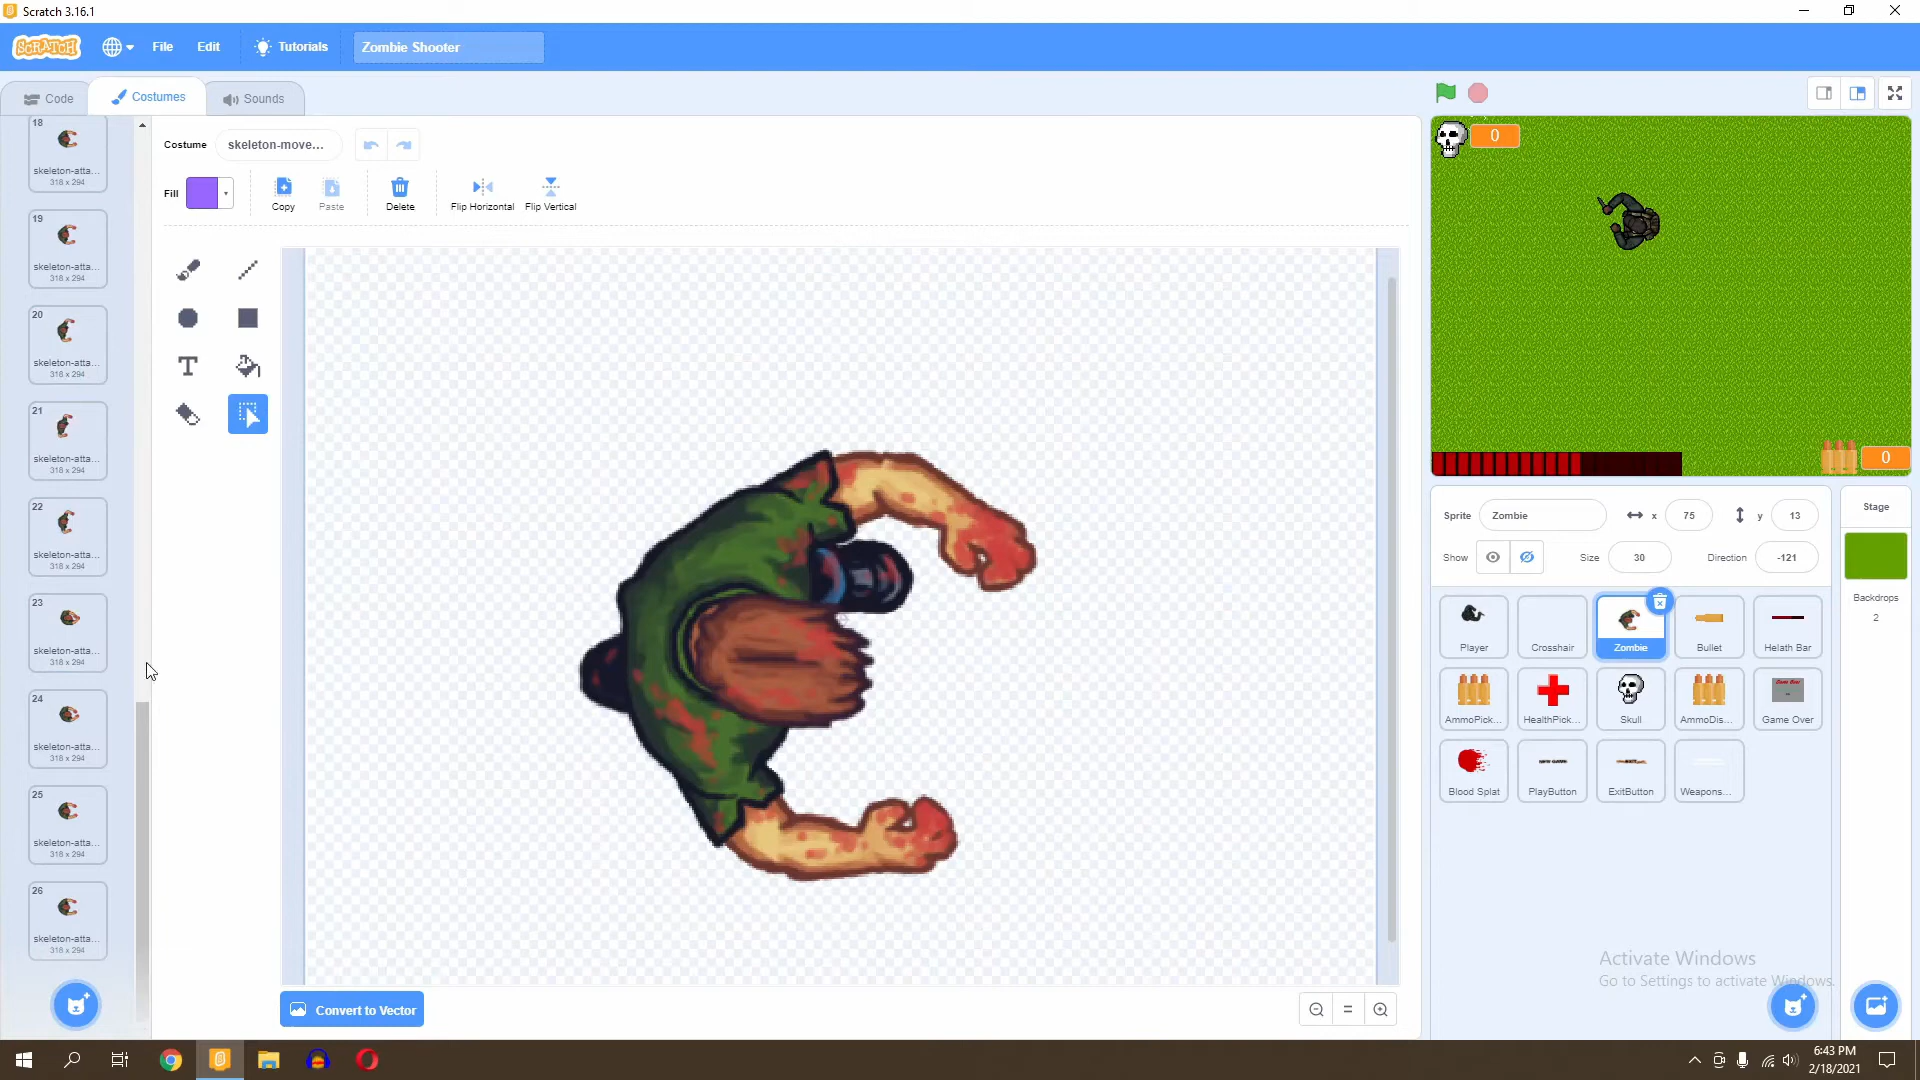 Scratch 3.16.1
SCRATCH
File
Edit
Tutorials
Zombie Shooter
Code
Costumes
Sounds
Costume
skeleton-move...
Fill
Copy
Paste
Delete
Flip Horizontal
Flip Vertical
18
skeleton-atta...
318 x 294
19
skeleton-atta...
318 x 294
20
skeleton-atta...
318 x 294
21
skeleton-atta...
318 x 294
22
skeleton-atta...
318 x 294
23
skeleton-atta...
318 x 294
24
skeleton-atta...
318 x 294
25
skeleton-atta...
318 x 294
26
skeleton-atta...
318 x 294
T
Convert to Vector
0
0
Sprite
Zombie
x
75
y
13
Show
Size
30
Direction
-121
Player
Crosshair
Zombie
Bullet
Helath Bar
AmmoPick...
HealthPick...
Skull
AmmoDis...
Game Over
Blood Splat
PlayButton
ExitButton
Weapons...
Stage
Backdrops
2
Activate Windows
Go to Settings to activate Windows.
6:43 PM
2/18/2021